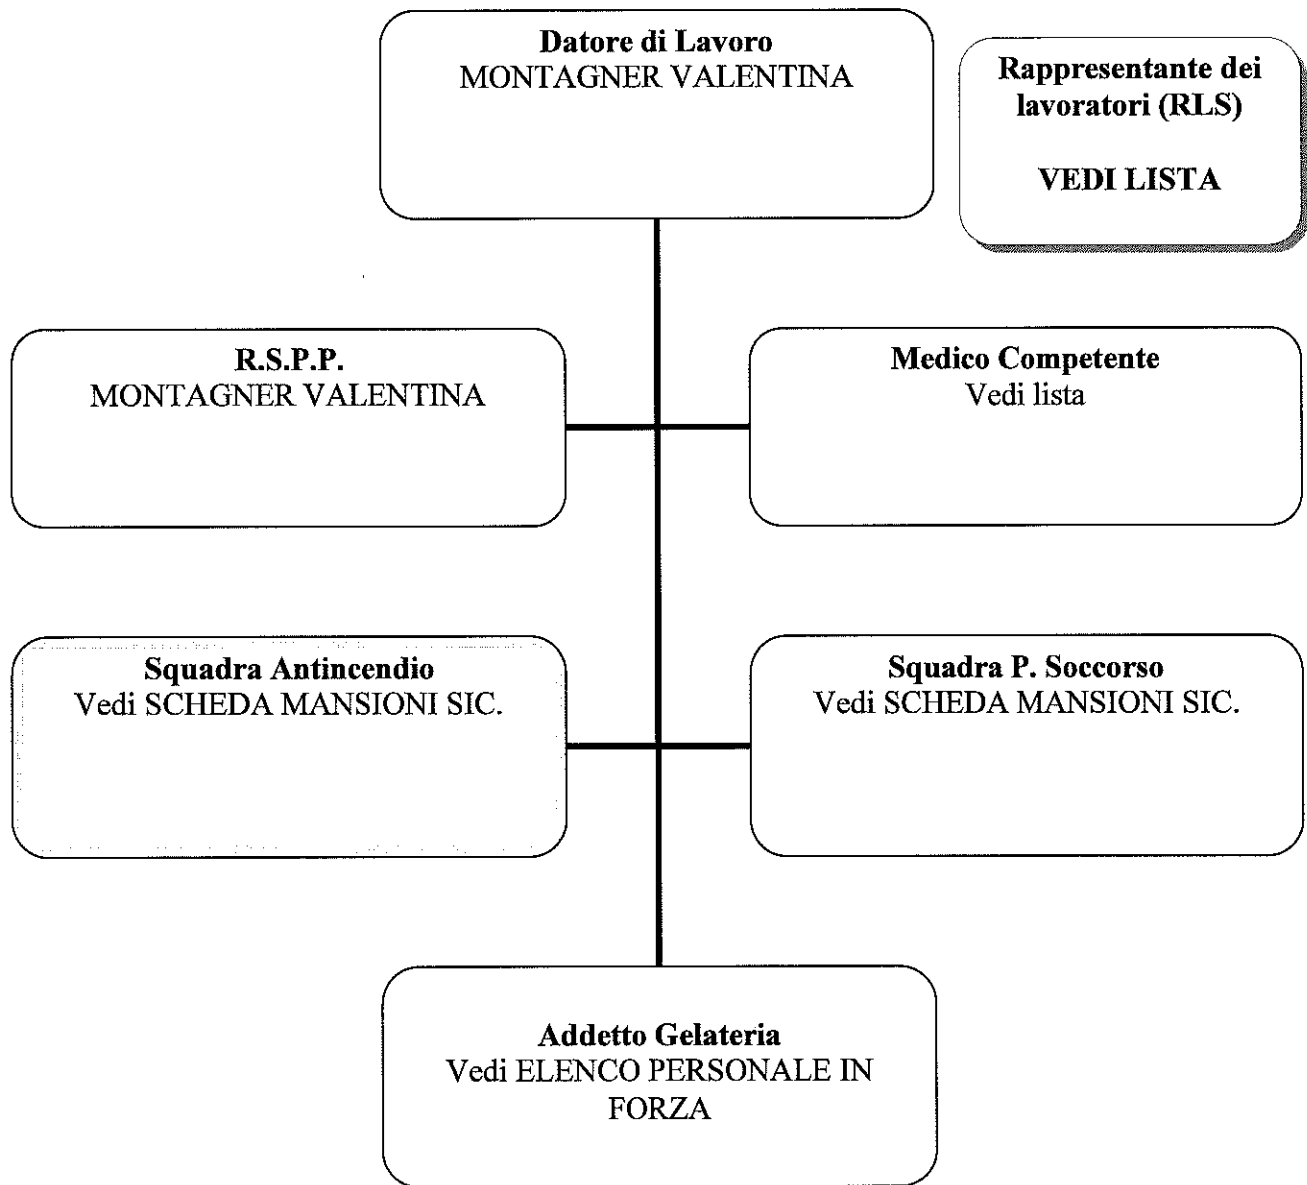 Datore di Lavoro
MONTAGNER VALENTINA
Rappresentante dei
lavoratori (RLS)
VEDI LISTA
R.S.P.P.
MONTAGNER VALENTINA
Medico Competente
Vedi lista
Squadra Antincendio
Vedi SCHEDA MANSIONI SIC.
Squadra P. Soccorso
Vedi SCHEDA MANSIONI SIC.
Addetto Gelateria
Vedi ELENCO PERSONALE IN
FORZA